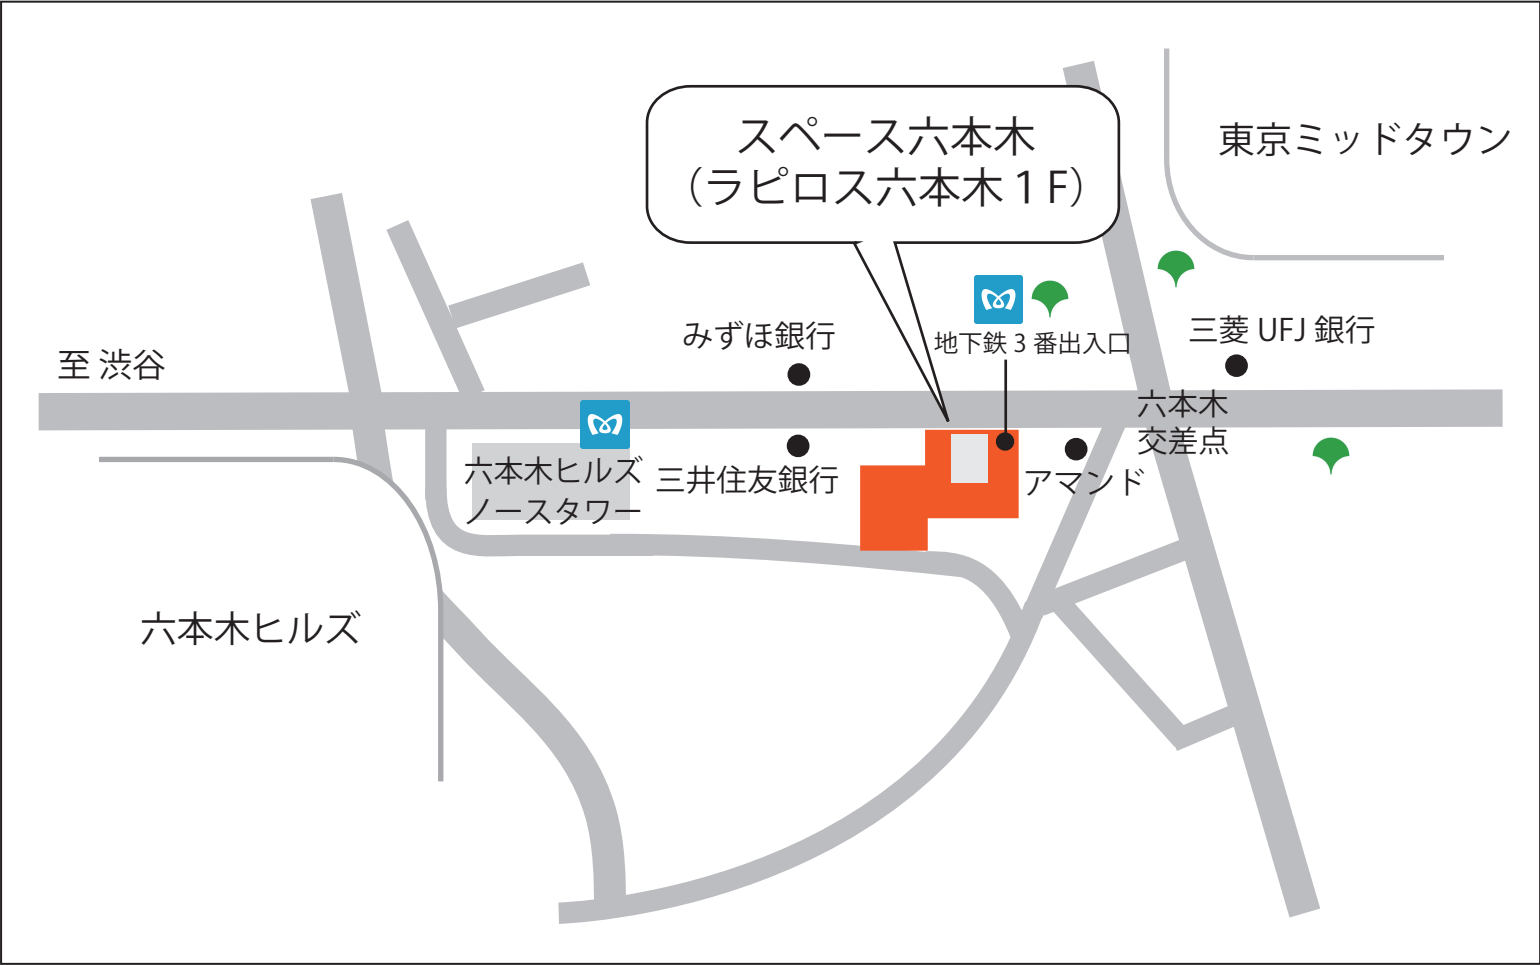 スペース六本木
（ラピロス六本木 1 F）
東京ミッドタウン
地下鉄 3 番出入口
みずほ銀行
三菱 UFJ 銀行
至 渋谷
六本木
交差点
六本木ヒルズ
ノースタワー
三井住友銀行
アマンド
六本木ヒルズ